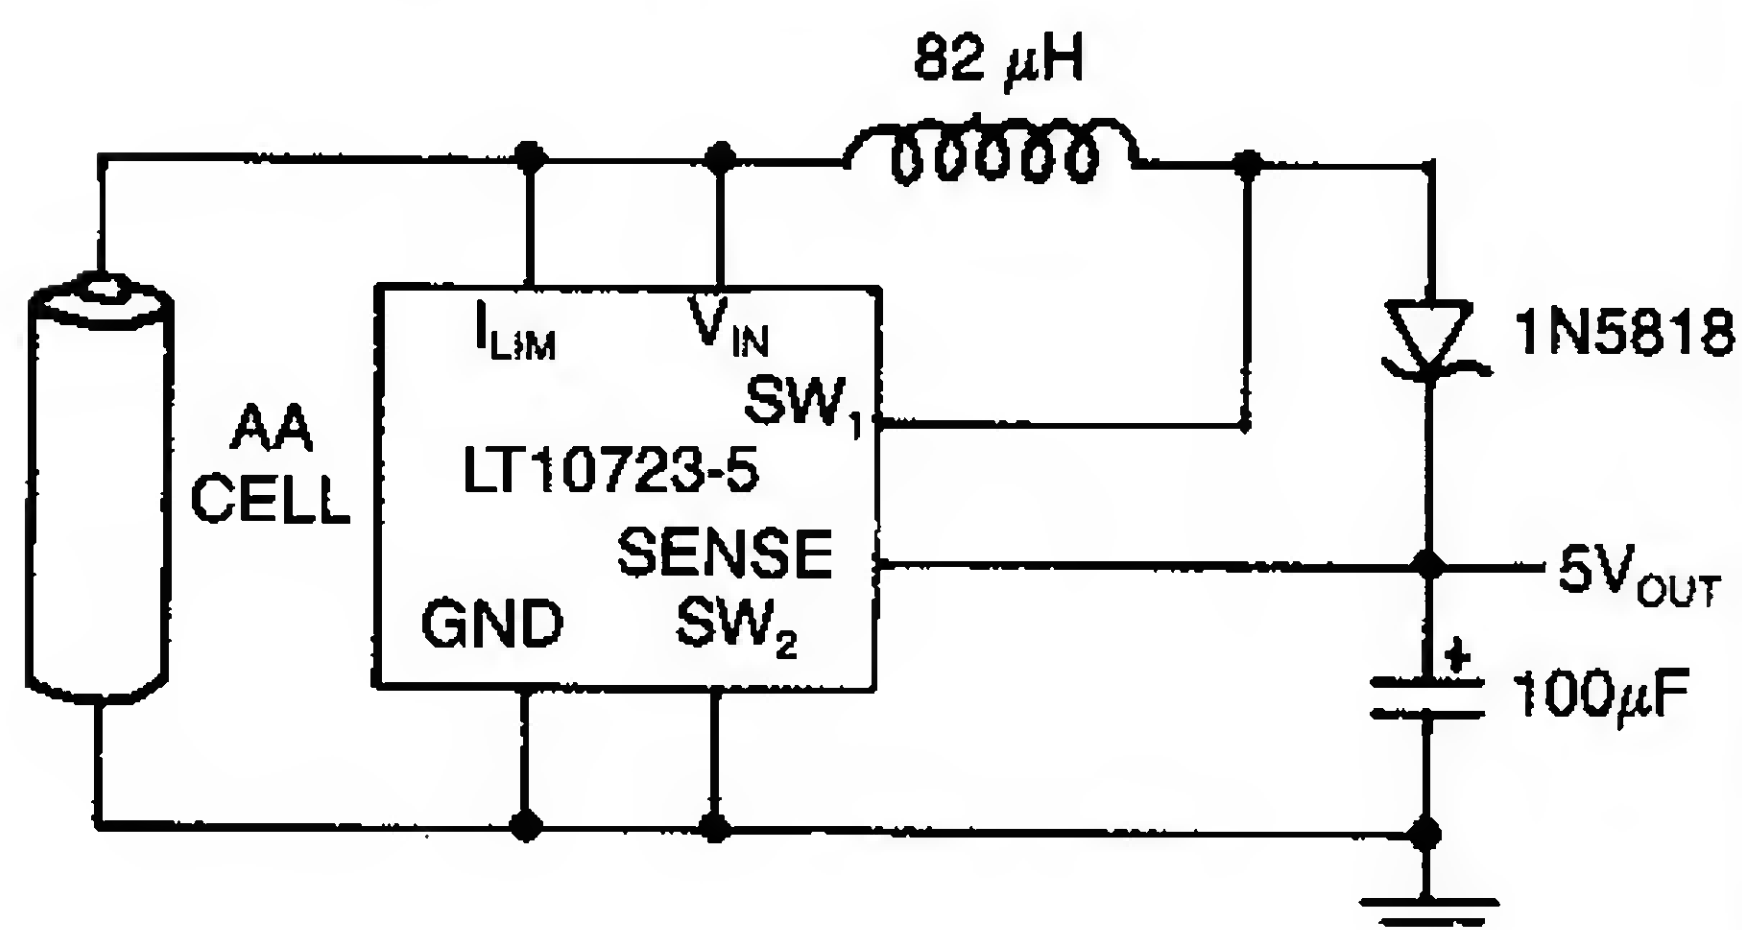 82 μH
I_LIM V_IN
1N5818
SW_1
AA
CELL
LT10723-5
SENSE
5V_OUT
GND SW_2
+
100μF